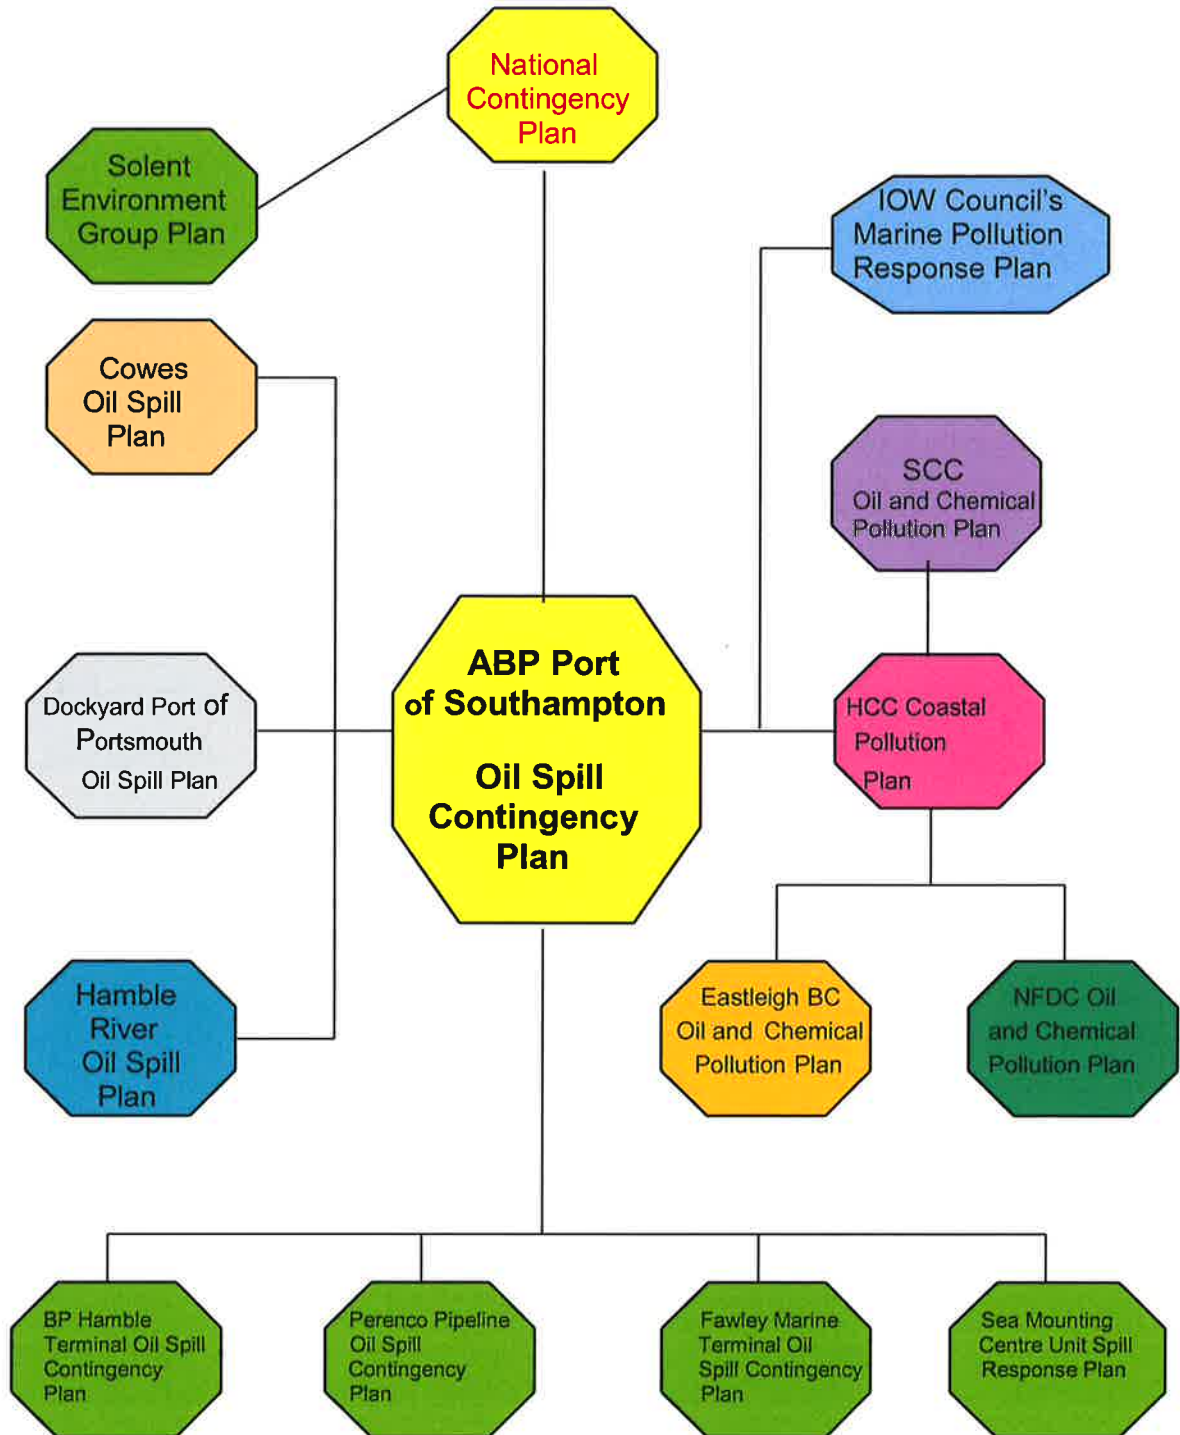 National
Contingency
Plan
Solent
Environment
Group Plan
IOW Council's
Marine Pollution
Response Plan
Cowes
Oil Spill
Plan
SCC
Oil and Chemical
Pollution Plan
ABP Port
of Southampton
Oil Spill
Contingency
Plan
Dockyard Port of
Portsmouth
Oil Spill Plan
HCC Coastal
Pollution
Plan
Hamble
River
Oil Spill
Plan
Eastleigh BC
Oil and Chemical
Pollution Plan
NFDC Oil
and Chemical
Pollution Plan
BP Hamble
Terminal Oil Spill
Contingency
Plan
Perenco Pipeline
Oil Spill
Contingency
Plan
Fawley Marine
Terminal Oil
Spill Contingency
Plan
Sea Mounting
Centre Unit Spill
Response Plan